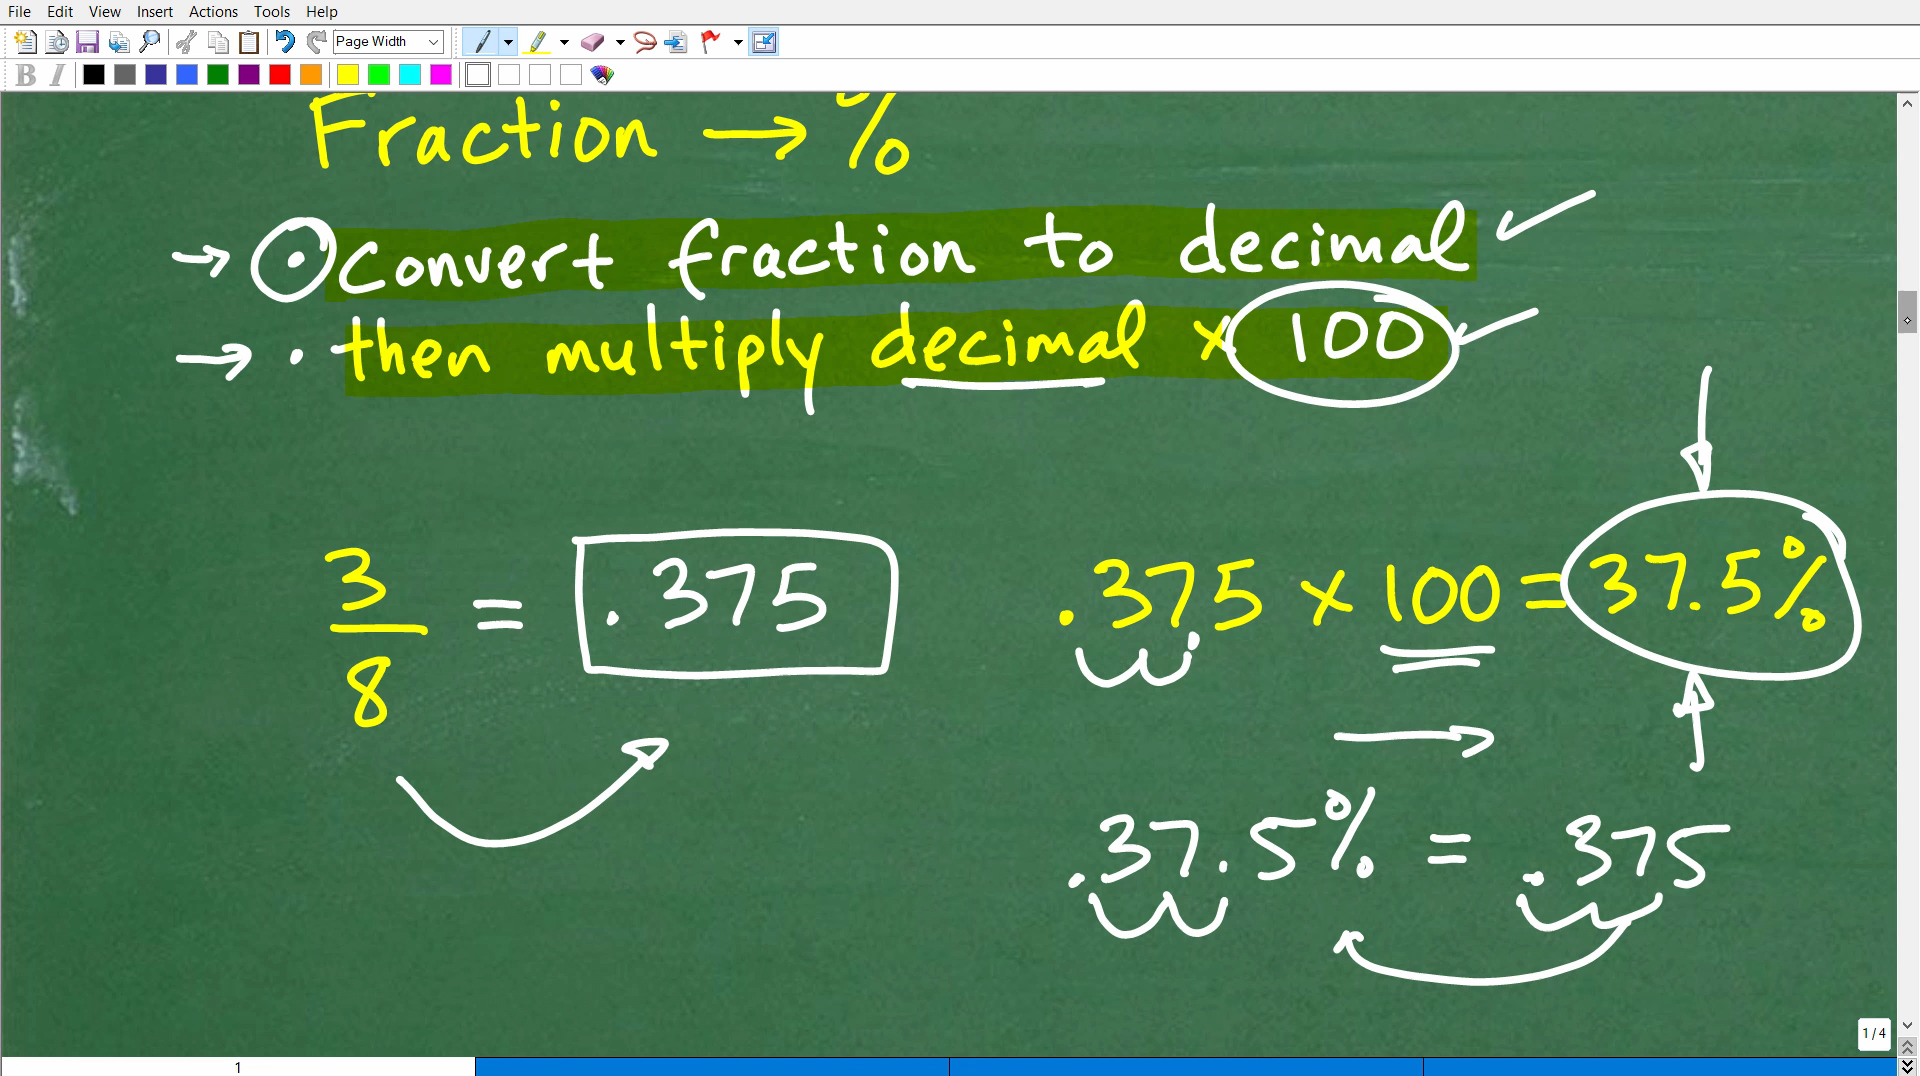 File Edit View Insert Actions Tools Help
Page Width
B I
Fraction → %
→ • Convert fraction to decimal ✓
→ • then multiply decimal × 100 ✓
3/8 = .375
.375 × 100 = 37.5%
.37.5% = .375
1 / 4
1